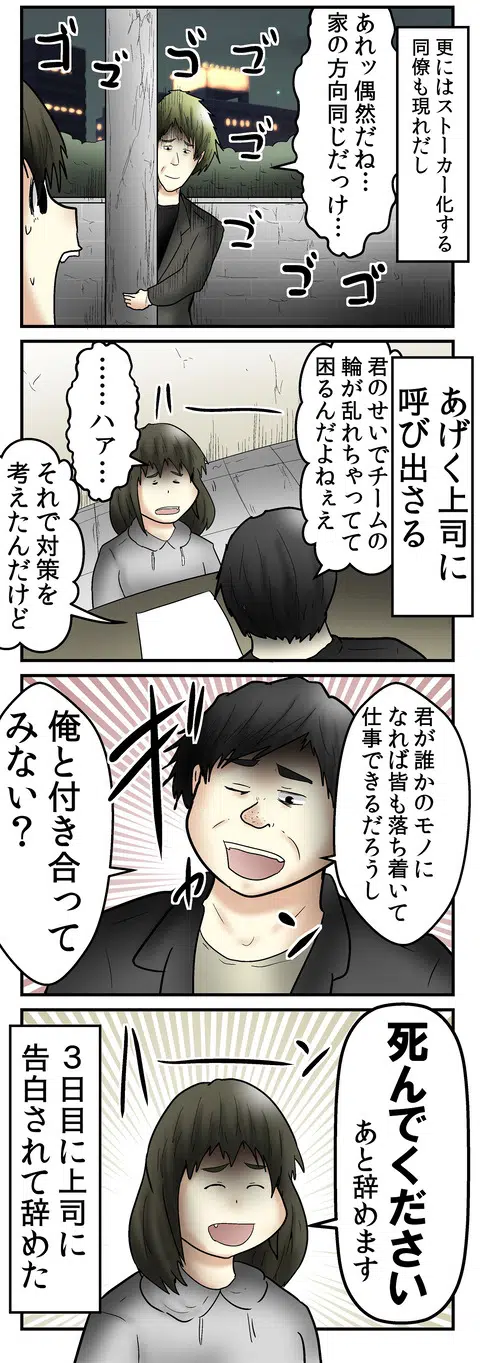 更にはストーカー化する
同僚も現れだし
あれッ偶然だね…
家の方向同じだっけ…
ゴ
ゴ
ゴ
ゴ
ゴ
ゴ
ゴ
あげく上司に
呼び出さる
君のせいでチームの
輪が乱れちゃってて
困るんだよねぇえ
……ハァ…
それで対策を
考えたんだけど
君が誰かのモノに
なれば皆も落ち着いて
仕事できるだろうし
ギャン
俺と付き合って
みない？
死んでください
あと辞めます
３日目に上司に
告白されて辞めた